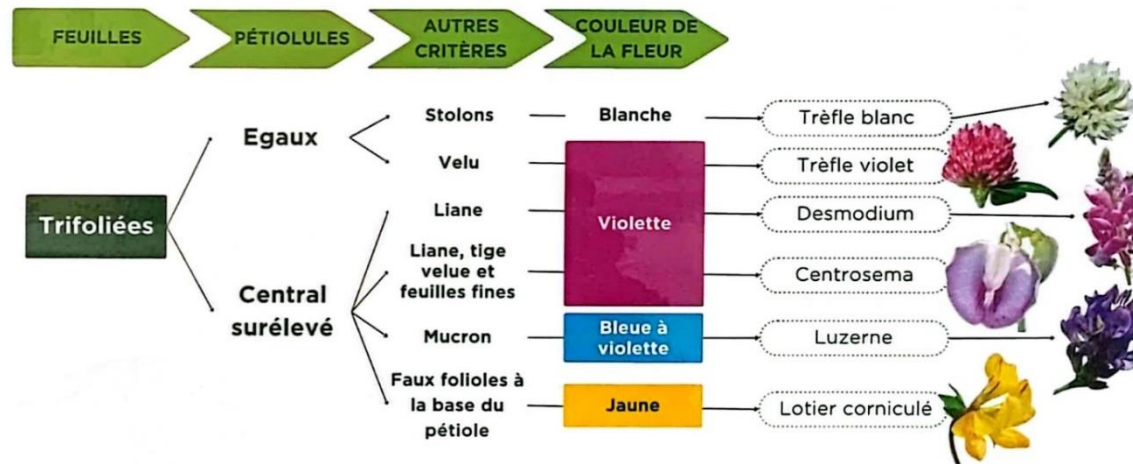 FEUILLES
PÉTIOLULES
AUTRES
CRITÈRES
COULEUR DE
LA FLEUR
Trifoliées
Egaux
Central
surélevé
Stolons
Velu
Liane
Liane, tige
velue et
feuilles fines
Mucron
Faux folioles à
la base du
pétiole
Blanche
Violette
Bleue à
violette
Jaune
Trèfle blanc
Trèfle violet
Desmodium
Centrosema
Luzerne
Lotier corniculé